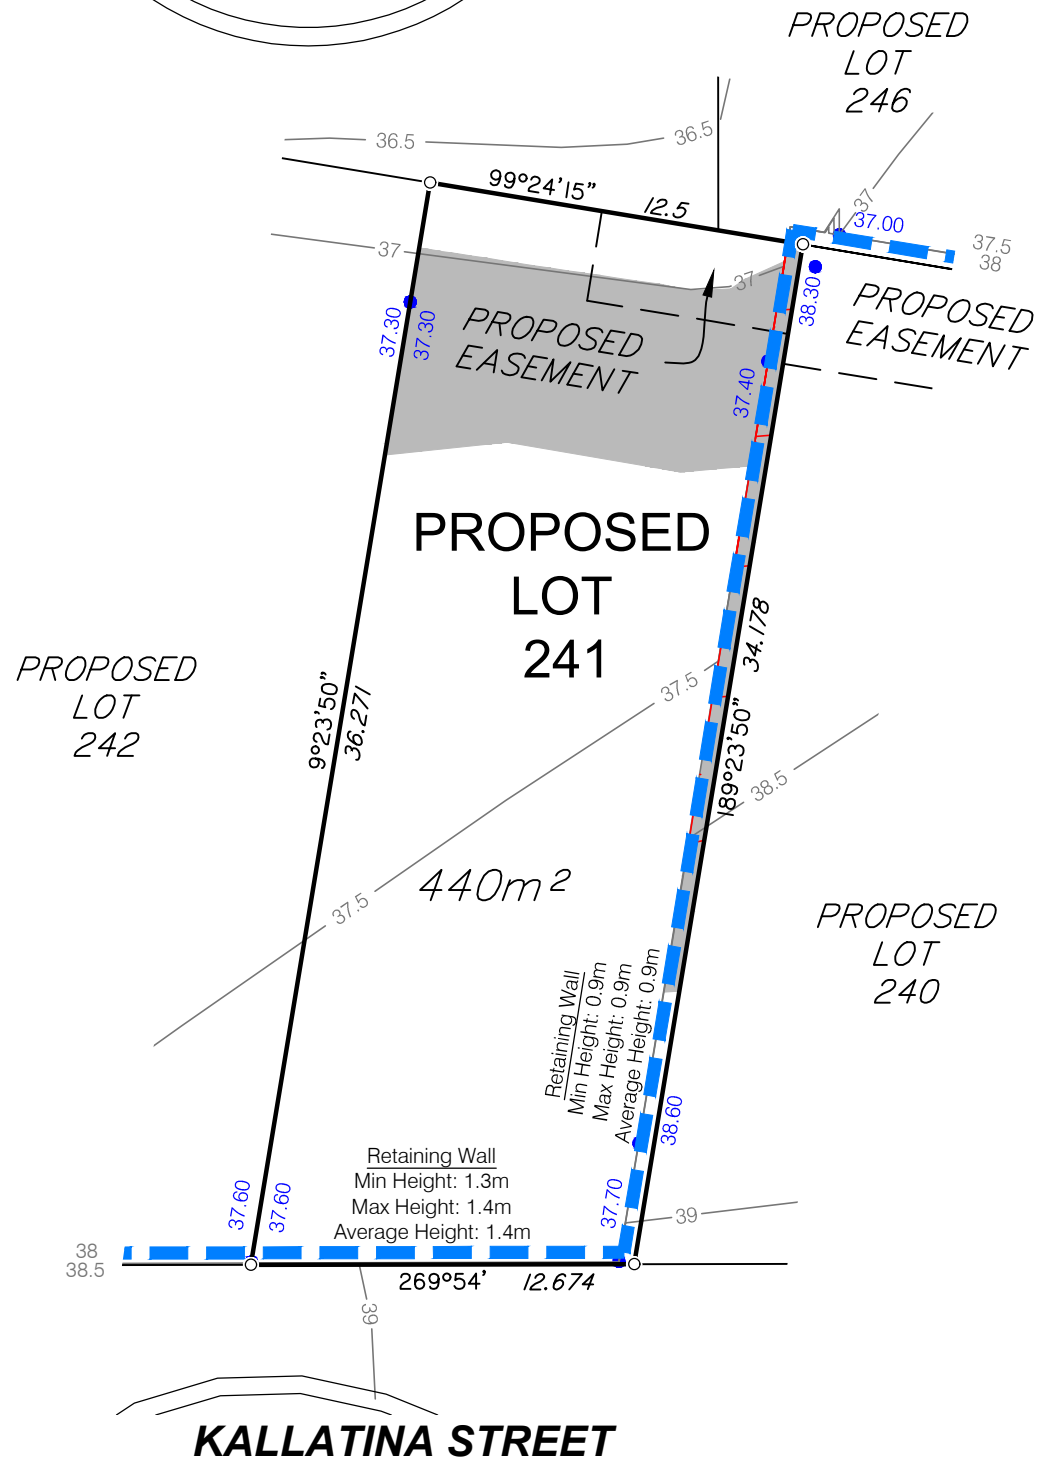 PROPOSED
LOT
246
36.5
36.5
99°24'15"
12.5
37
37.00
37.5
38
37
37
38.30
PROPOSED
EASEMENT
37.30
37.30
PROPOSED
EASEMENT
37.40
PROPOSED
LOT
241
34.178
PROPOSED
LOT
242
9°23'50"
36.271
37.5
189°23'50"
38.5
440m²
37.5
PROPOSED
LOT
240
Retaining Wall
Min Height: 0.9m
Max Height: 0.9m
Average Height: 0.9m
38.60
Retaining Wall
Min Height: 1.3m
Max Height: 1.4m
Average Height: 1.4m
37.60
37.60
37.70
39
38
38.5
269°54'
12.674
39
KALLATINA STREET